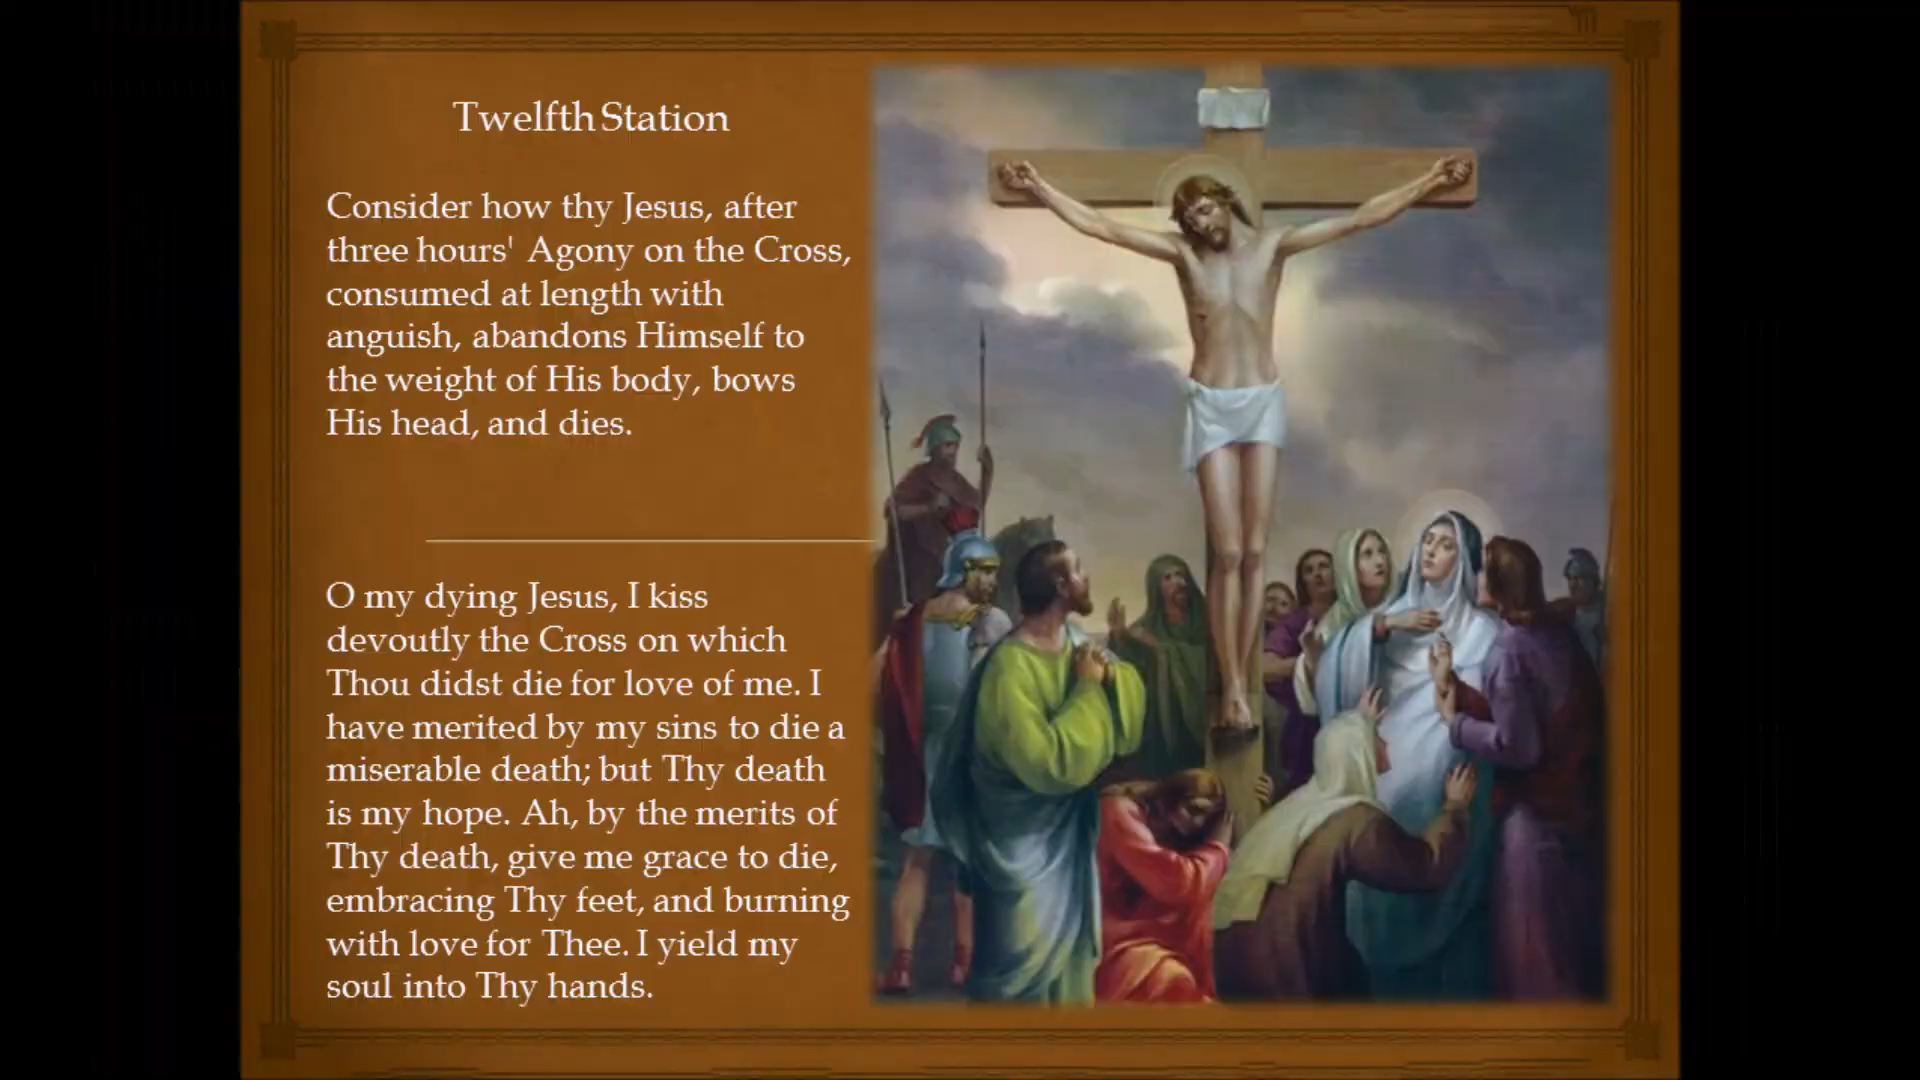 Twelfth Station
Consider how thy Jesus, after
three hours' Agony on the Cross,
consumed at length with
anguish, abandons Himself to
the weight of His body, bows
His head, and dies.
O my dying Jesus, I kiss
devoutly the Cross on which
Thou didst die for love of me. I
have merited by my sins to die a
miserable death; but Thy death
is my hope. Ah, by the merits of
Thy death, give me grace to die,
embracing Thy feet, and burning
with love for Thee. I yield my
soul into Thy hands.